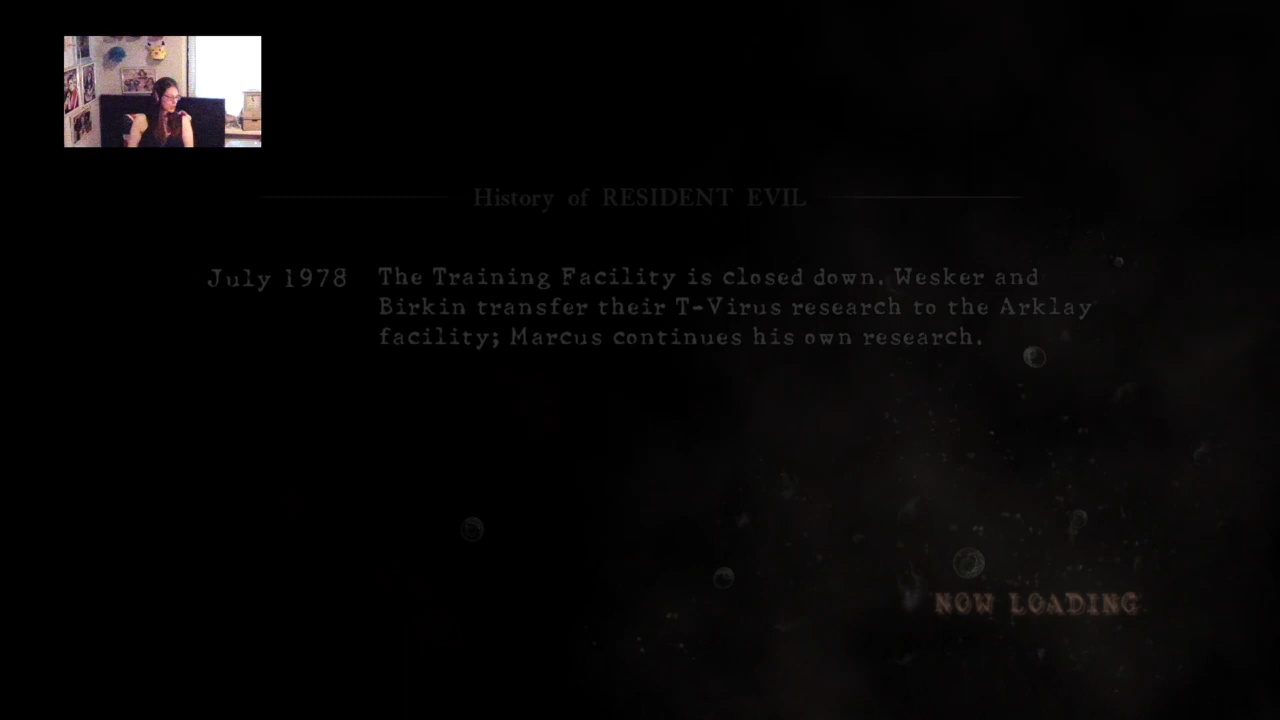 History of RESIDENT EVIL
July 1978 The Training Facility is closed down. Wesker and
Birkin transfer their T-Virus research to the Arklay
facility; Marcus continues his own research.
NOW LOADING